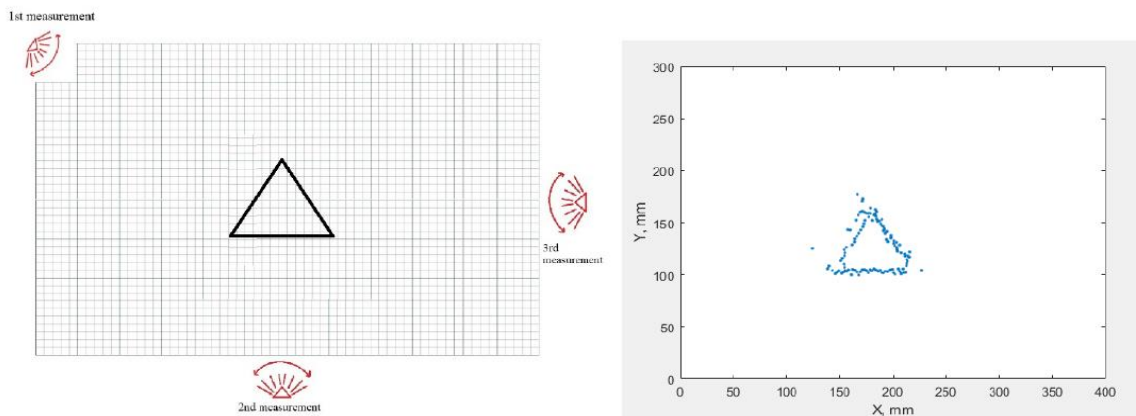 1st measurement
3rd
measurement
2nd measurement
300
250
200
150
100
50
0
Y, mm
0 50 100 150 200 250 300 350 400
X, mm